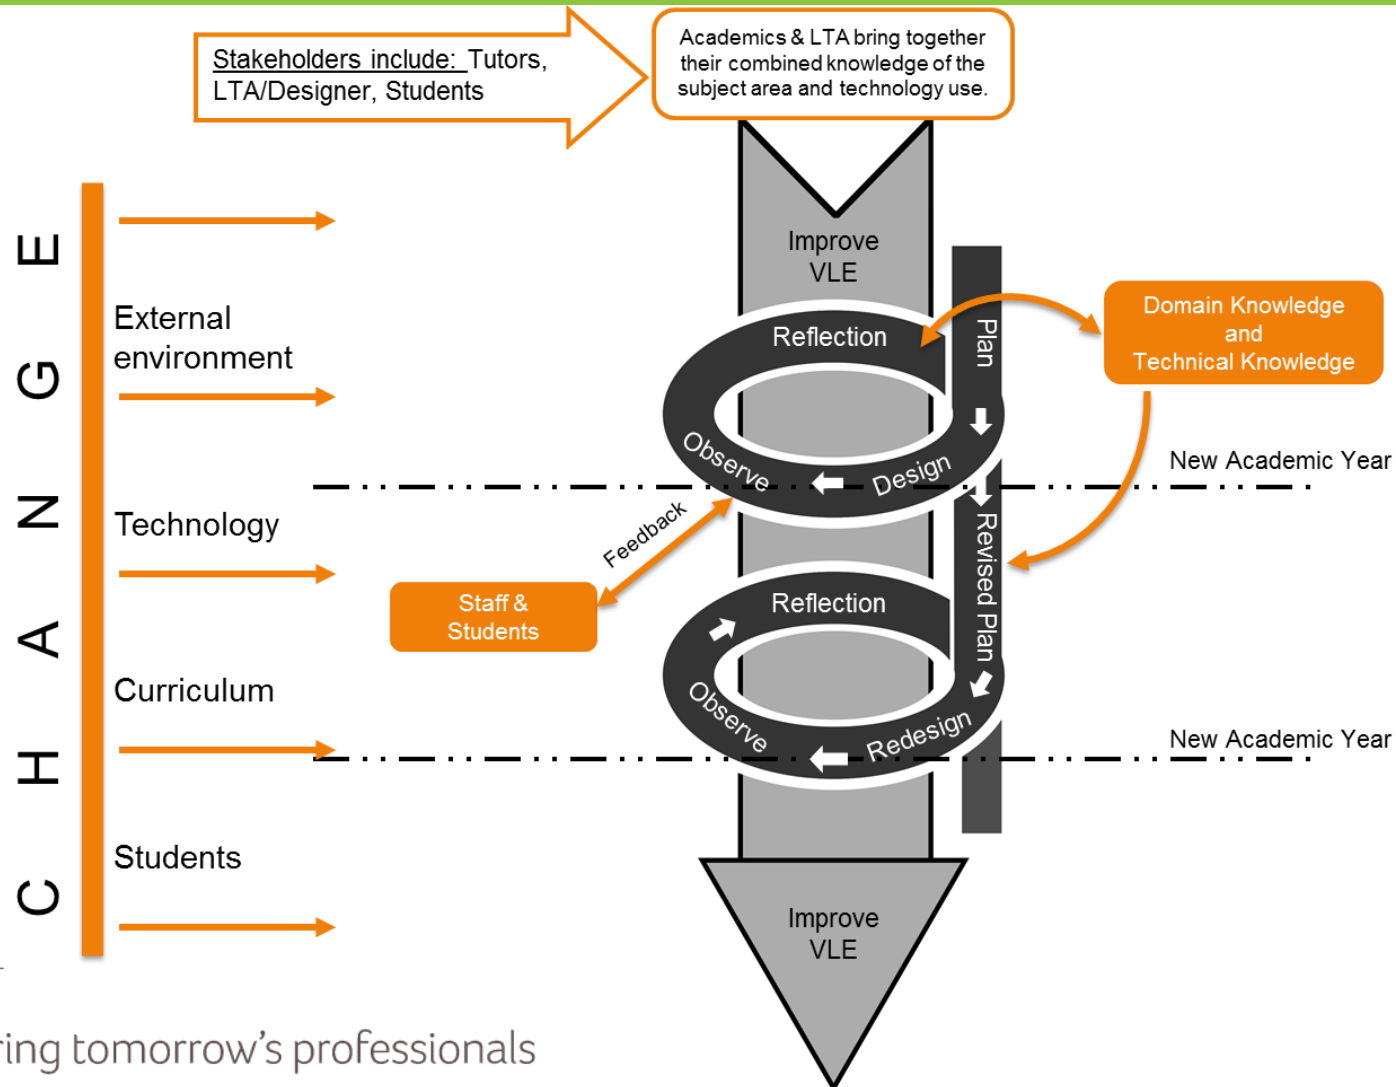 Stakeholders include: Tutors,
LTA/Designer, Students
Academics & LTA bring together
their combined knowledge of the
subject area and technology use.
CHANGE
External
environment
Technology
Curriculum
Students
Improve
VLE
Plan
Reflection
Observe
Design
Domain Knowledge
and
Technical Knowledge
New Academic Year
Feedback
Staff &
Students
Revised Plan
Reflection
Observe
Redesign
New Academic Year
Improve
VLE
ring tomorrow's professionals